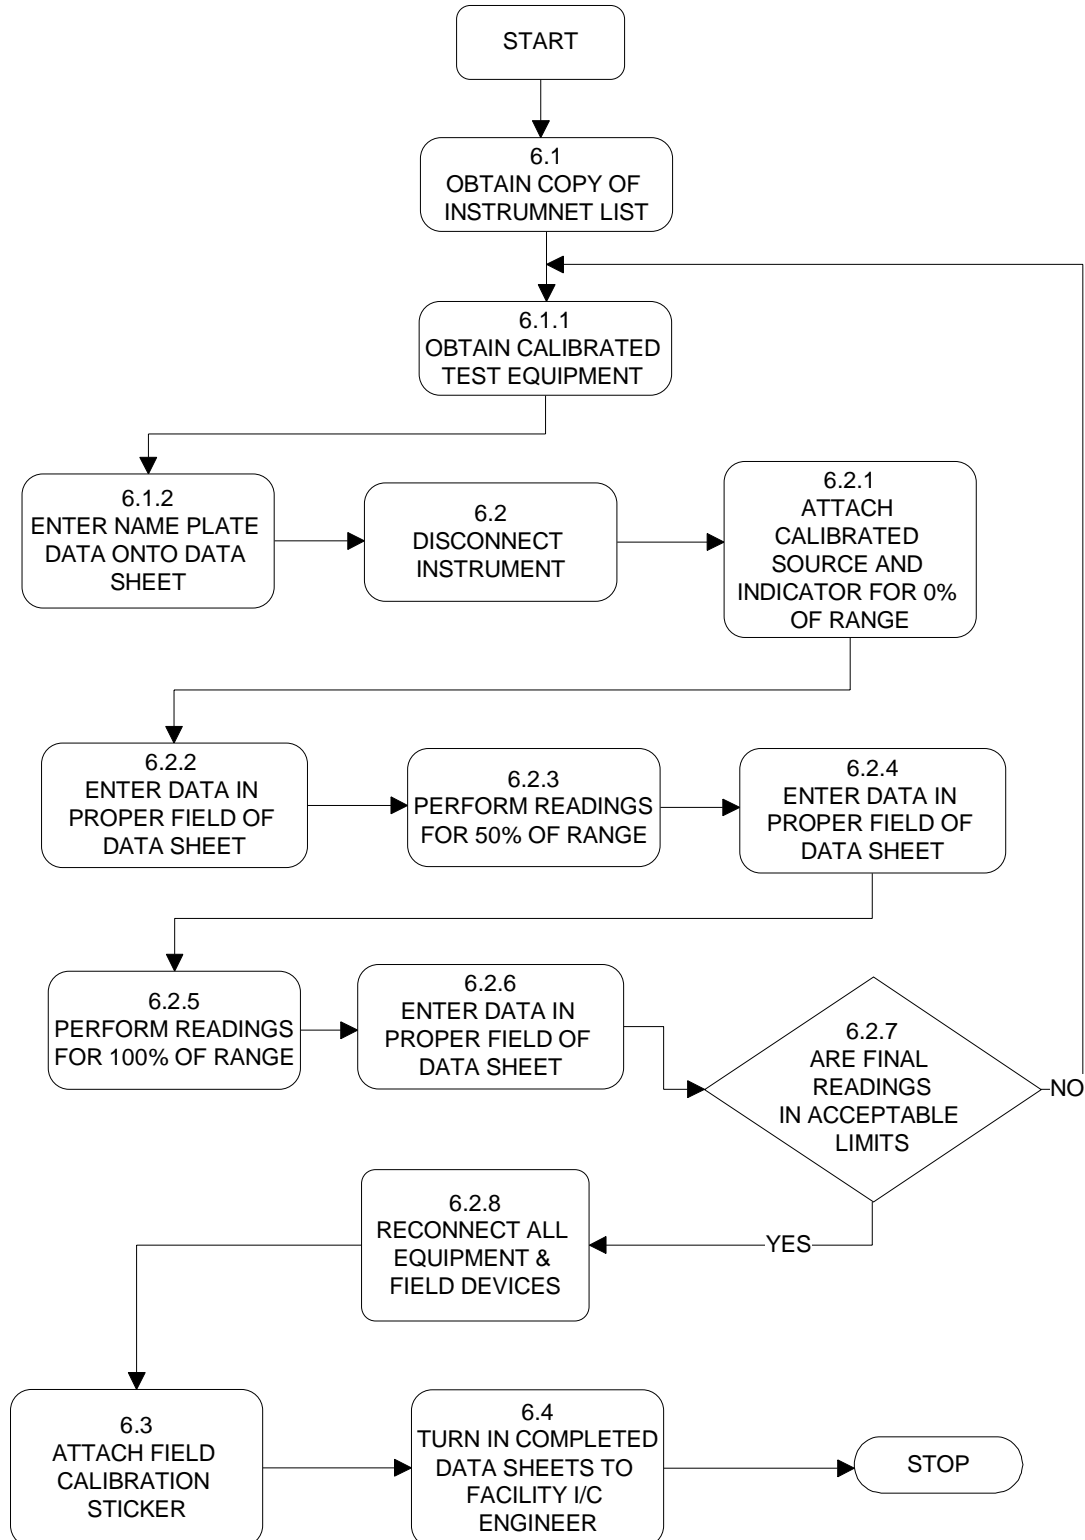 START
6.1
OBTAIN COPY OF
INSTRUMNET LIST
6.1.1
OBTAIN CALIBRATED
TEST EQUIPMENT
6.1.2
ENTER NAME PLATE
DATA ONTO DATA
SHEET
6.2
DISCONNECT
INSTRUMENT
6.2.1
ATTACH
CALIBRATED
SOURCE AND
INDICATOR FOR 0%
OF RANGE
6.2.2
ENTER DATA IN
PROPER FIELD OF
DATA SHEET
6.2.3
PERFORM READINGS
FOR 50% OF RANGE
6.2.4
ENTER DATA IN
PROPER FIELD OF
DATA SHEET
6.2.5
PERFORM READINGS
FOR 100% OF RANGE
6.2.6
ENTER DATA IN
PROPER FIELD OF
DATA SHEET
6.2.7
ARE FINAL
READINGS
IN ACCEPTABLE
LIMITS
NO
YES
6.2.8
RECONNECT ALL
EQUIPMENT &
FIELD DEVICES
6.3
ATTACH FIELD
CALIBRATION
STICKER
6.4
TURN IN COMPLETED
DATA SHEETS TO
FACILITY I/C
ENGINEER
STOP